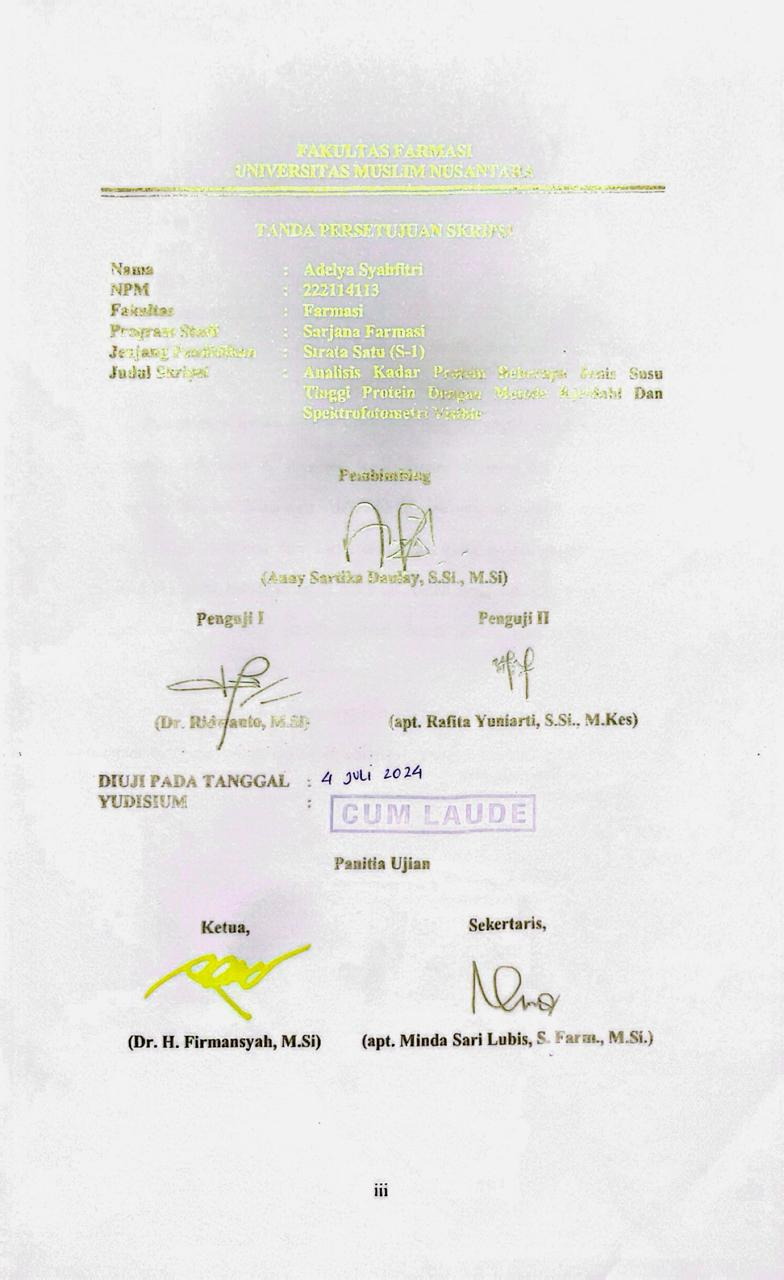 FAKULTAS FARMASI
UNIVERSITAS MUSLIM NUSANTARA
TANDA PERSETUJUAN SKRIPSI
Nama : Adelya Syahfitri
NPM : 222114113
Fakultas : Farmasi
Program Studi : Sarjana Farmasi
Jenjang Pendidikan : Strata Satu (S-1)
Judul Skripsi : Analisis Kadar Protein Beberapa Jenis Susu
Tinggi Protein Dengan Metode Kjeldahl Dan
Spektrofotometri Visible
Pembimbing
(Anny Sartika Daulay, S.Si., M.Si)
Penguji I Penguji II
(Dr. Ridwanto, M.Si) (apt. Rafita Yuniarti, S.Si., M.Kes)
DIUJI PADA TANGGAL : 4 JULI 2024
YUDISIUM : CUM LAUDE
Panitia Ujian
Ketua, Sekertaris,
(Dr. H. Firmansyah, M.Si) (apt. Minda Sari Lubis, S. Farm., M.Si.)
iii